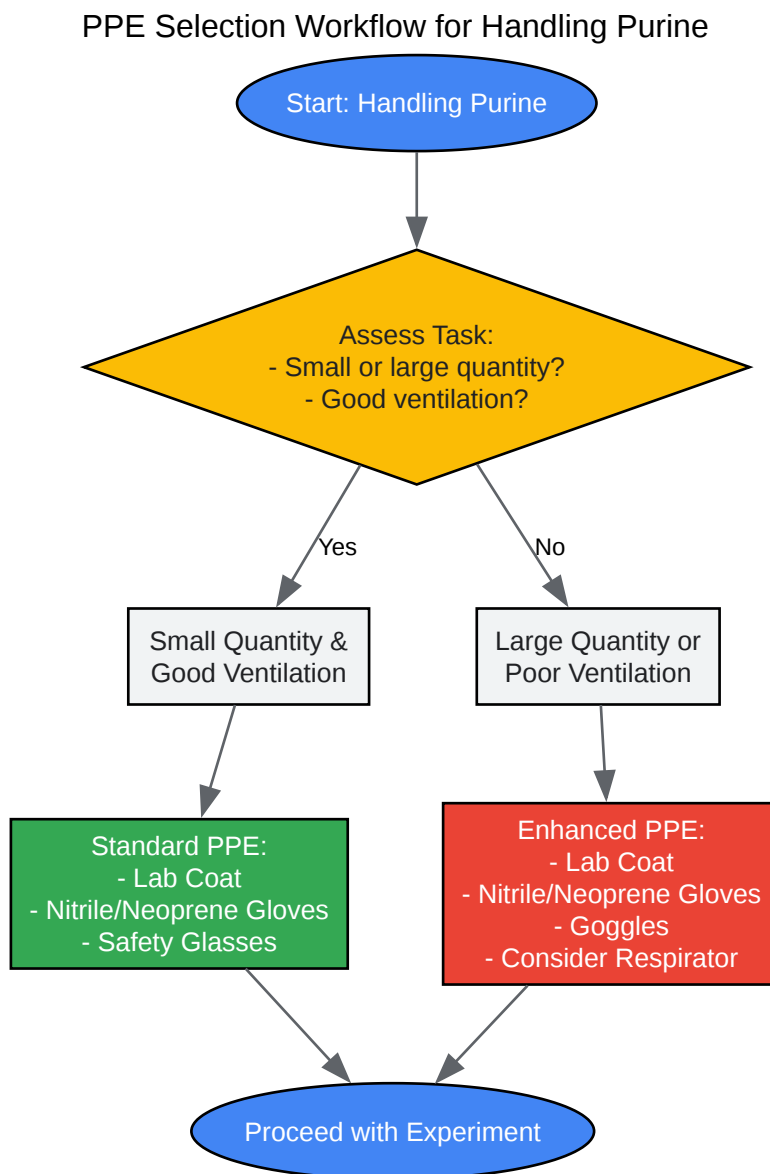 PPE Selection Workflow for Handling Purine
Start: Handling Purine
Assess Task:
- Small or large quantity?
- Good ventilation?
Yes
No
Small Quantity &
Good Ventilation
Large Quantity or
Poor Ventilation
Standard PPE:
- Lab Coat
- Nitrile/Neoprene Gloves
- Safety Glasses
Enhanced PPE:
- Lab Coat
- Nitrile/Neoprene Gloves
- Goggles
- Consider Respirator
Proceed with Experiment